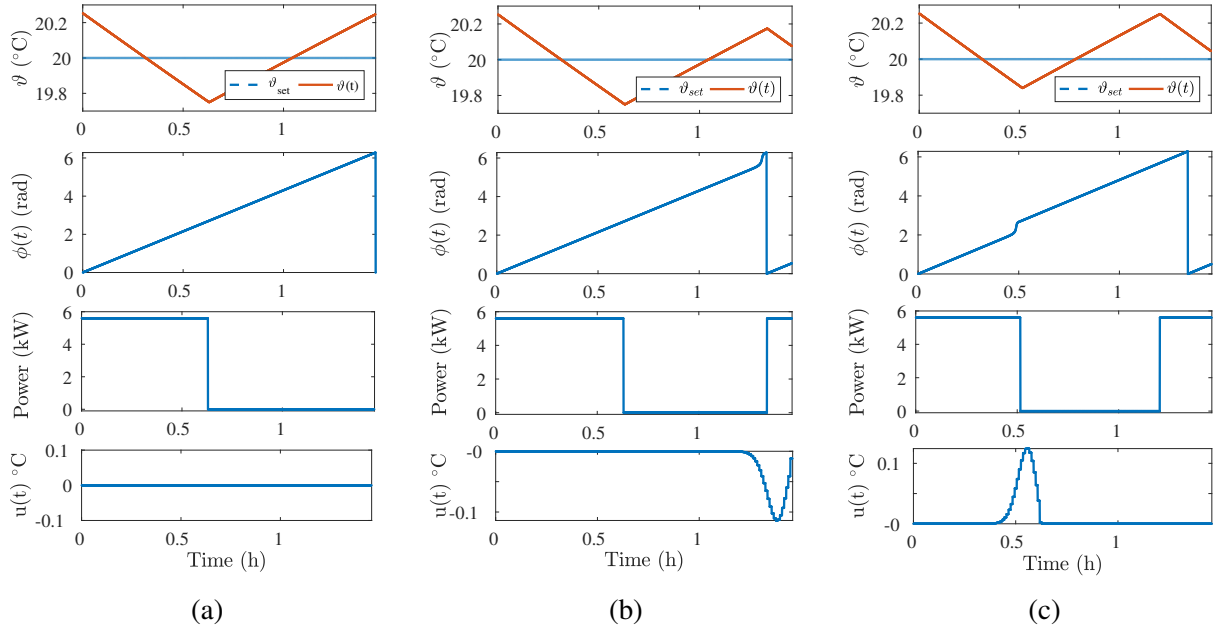 ϑ (°C)
20.2
20
19.8
ϑ_set ϑ(t)
0 0.5 1
ϕ(t) (rad)
6
4
2
0
0 0.5 1
Power (kW)
6
4
2
0
0 0.5 1
u(t) °C
0.1
0
-0.1
0 0.5 1
Time (h)
(a)
ϑ (°C)
20.2
20
19.8
ϑ_set ϑ(t)
0 0.5 1
ϕ(t) (rad)
6
4
2
0
0 0.5 1
Power (kW)
6
4
2
0
0 0.5 1
u(t) °C
-0
-0.1
0 0.5 1
Time (h)
(b)
ϑ (°C)
20.2
20
19.8
ϑ_set ϑ(t)
0 0.5 1
ϕ(t) (rad)
6
4
2
0
0 0.5 1
Power (kW)
6
4
2
0
0 0.5 1
u(t) °C
0.1
-0
0 0.5 1
Time (h)
(c)